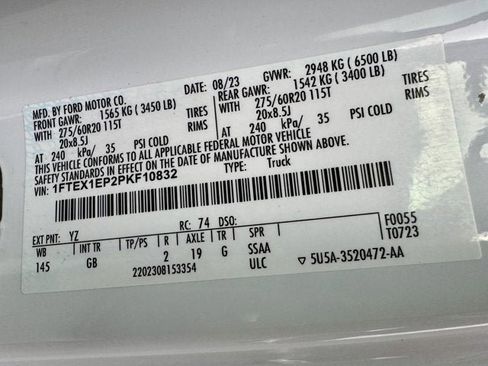 MFD. BY FORD MOTOR CO. 08/23 GVWR: 2948 KG ( 6500 LB)
FRONT GAWR: 1565 KG ( 3450 LB) REAR GAWR: 1542 KG ( 3400 LB)
WITH 275/60R20 115T TIRES WITH 275/60R20 115T TIRES
20x8.5J RIMS 20x8.5J RIMS
AT 240 kPa/ 35 PSI COLD AT 240 kPa/ 35 PSI COLD
THIS VEHICLE CONFORMS TO ALL APPLICABLE FEDERAL MOTOR VEHICLE
SAFETY STANDARDS IN EFFECT ON THE DATE OF MANUFACTURE SHOWN ABOVE.
VIN: 1FTEX1EP2PKF10832 TYPE: Truck
EXT PNT: YZ RC: 74 DSO: F0055
WB INT TR TP/PS R AXLE TR SPR T0723
145 GB 2 19 G SSAA
2202308153354 ULC ▽ 5U5A-3520472-AA